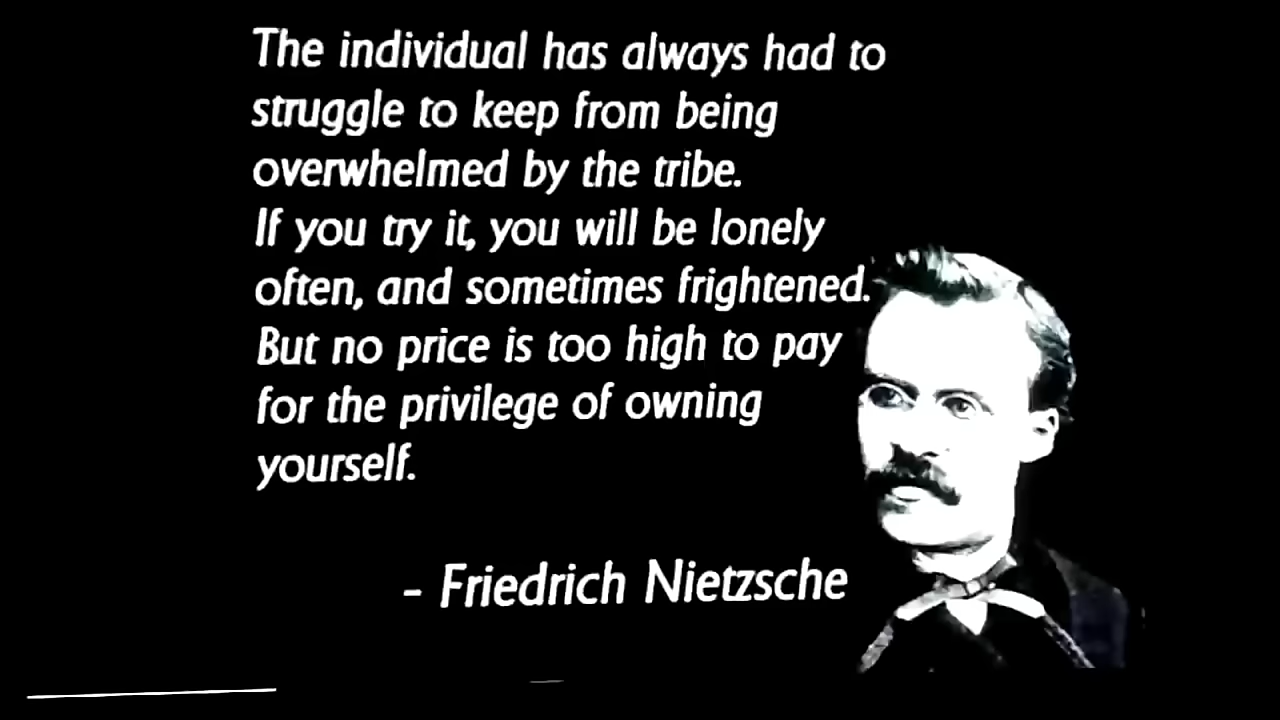 The individual has always had to
struggle to keep from being
overwhelmed by the tribe.
If you try it, you will be lonely
often, and sometimes frightened.
But no price is too high to pay
for the privilege of owning
yourself.
- Friedrich Nietzsche